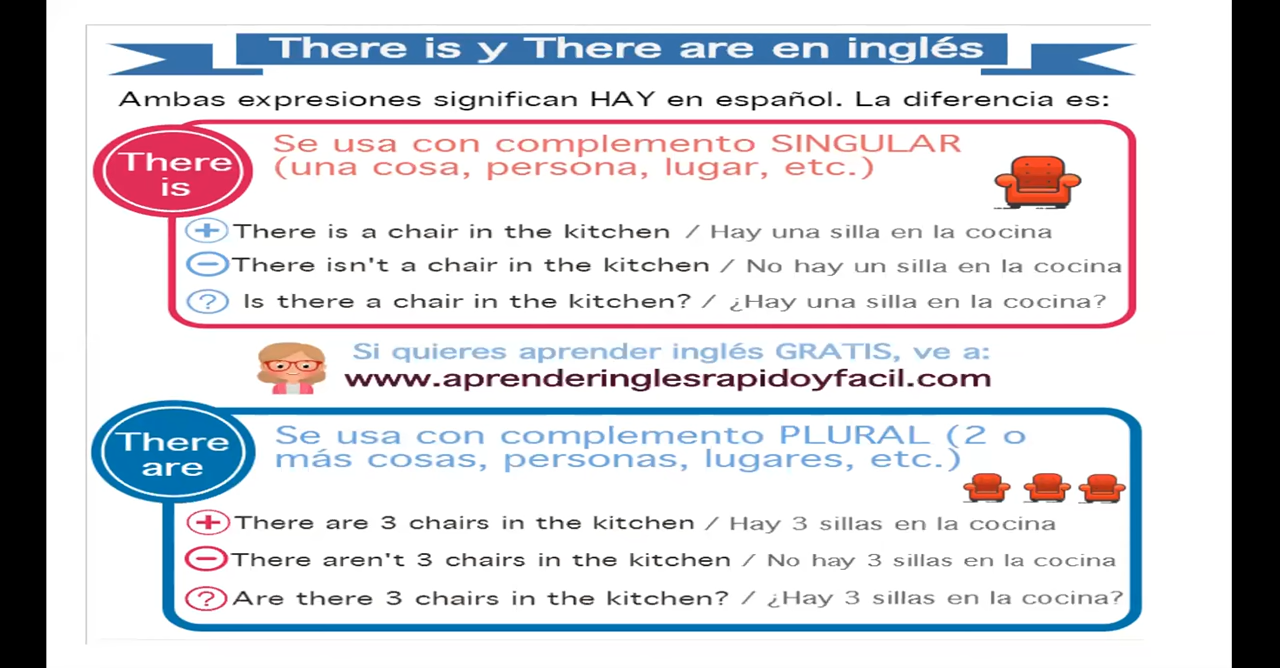 There is y There are en inglés
Ambas expresiones significan HAY en español. La diferencia es:
There
is
Se usa con complemento SINGULAR
(una cosa, persona, lugar, etc.)
+ There is a chair in the kitchen / Hay una silla en la cocina
− There isn't a chair in the kitchen / No hay un silla en la cocina
? Is there a chair in the kitchen? / ¿Hay una silla en la cocina?
Si quieres aprender inglés GRATIS, ve a:
www.aprenderinglesrapidoyfacil.com
There
are
Se usa con complemento PLURAL (2 o
más cosas, personas, lugares, etc.)
+ There are 3 chairs in the kitchen / Hay 3 sillas en la cocina
− There aren't 3 chairs in the kitchen / No hay 3 sillas en la cocina
? Are there 3 chairs in the kitchen? / ¿Hay 3 sillas en la cocina?